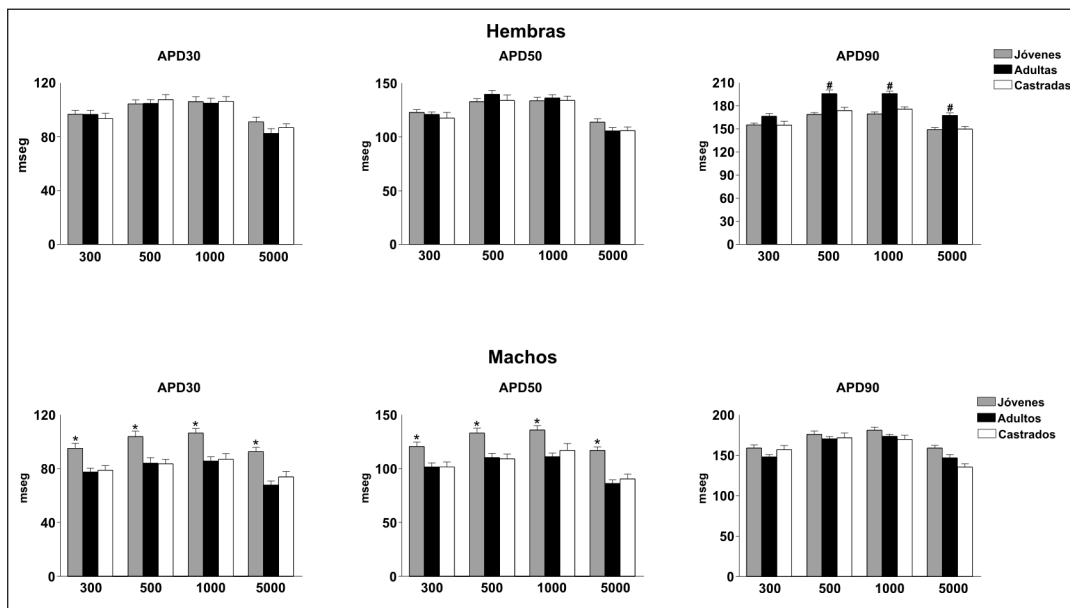 Hembras
APD30
APD50
APD90
Jóvenes
Adultas
Castradas
mseg
120
80
40
0
300 500 1000 5000
mseg
150
100
50
0
300 500 1000 5000
mseg
210
180
150
120
90
60
30
0
# # #
300 500 1000 5000
Machos
APD30
APD50
APD90
Jóvenes
Adultos
Castrados
mseg
120
80
40
0
* * * *
300 500 1000 5000
mseg
150
100
50
0
* * * *
300 500 1000 5000
mseg
200
150
100
50
0
300 500 1000 5000